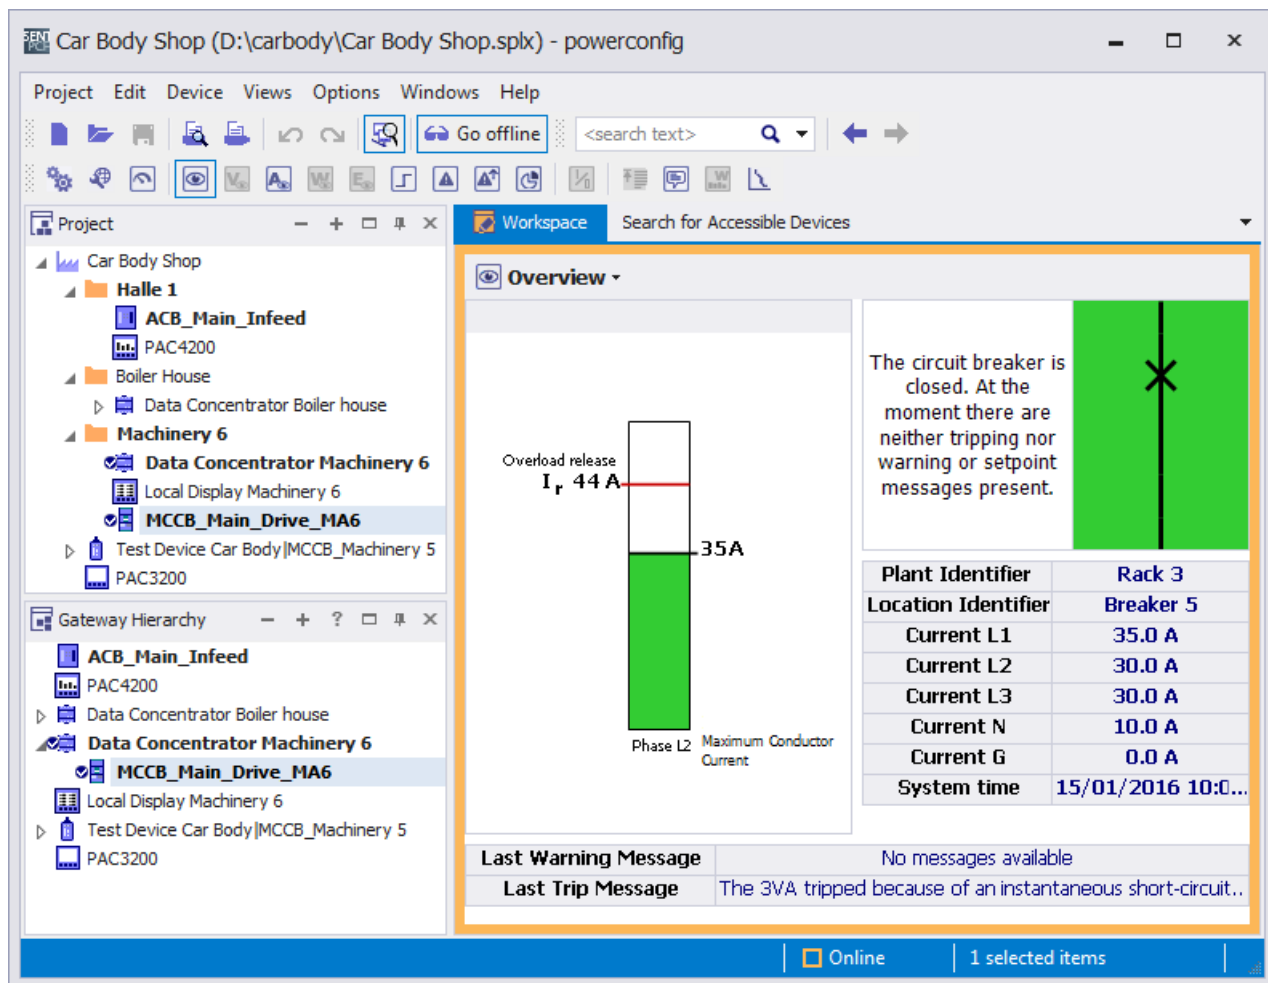 Car Body Shop (D:\carbody\Car Body Shop.splx) - powerconfig
Project Edit Device Views Options Windows Help
Go offline <search text>
Project
Car Body Shop
Halle 1
ACB_Main_Infeed
PAC4200
Boiler House
Data Concentrator Boiler house
Machinery 6
Data Concentrator Machinery 6
Local Display Machinery 6
MCCB_Main_Drive_MA6
Test Device Car Body|MCCB_Machinery 5
PAC3200
Gateway Hierarchy
ACB_Main_Infeed
PAC4200
Data Concentrator Boiler house
Data Concentrator Machinery 6
MCCB_Main_Drive_MA6
Local Display Machinery 6
Test Device Car Body|MCCB_Machinery 5
PAC3200
Workspace Search for Accessible Devices
Overview
Overload release
Ir 44 A
35A
Phase L2 Maximum Conductor
Current
The circuit breaker is
closed. At the
moment there are
neither tripping nor
warning or setpoint
messages present.
Plant Identifier Rack 3
Location Identifier Breaker 5
Current L1 35.0 A
Current L2 30.0 A
Current L3 30.0 A
Current N 10.0 A
Current G 0.0 A
System time 15/01/2016 10:0...
Last Warning Message No messages available
Last Trip Message The 3VA tripped because of an instantaneous short-circuit..
Online 1 selected items